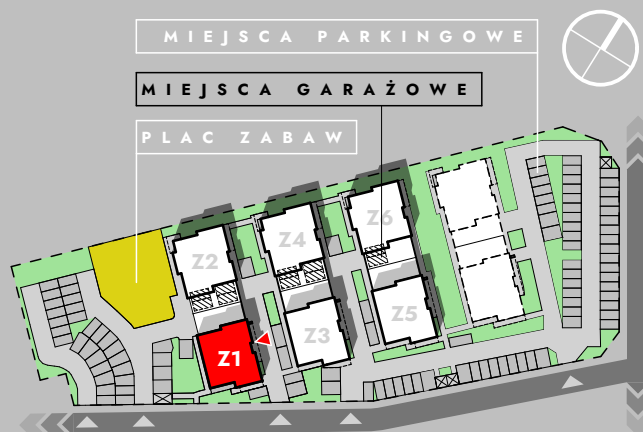 MIEJSCA PARKINGOWE
MIEJSCA GARAŻOWE
PLAC ZABAW
Z6
Z4
Z2
Z5
Z3
Z1